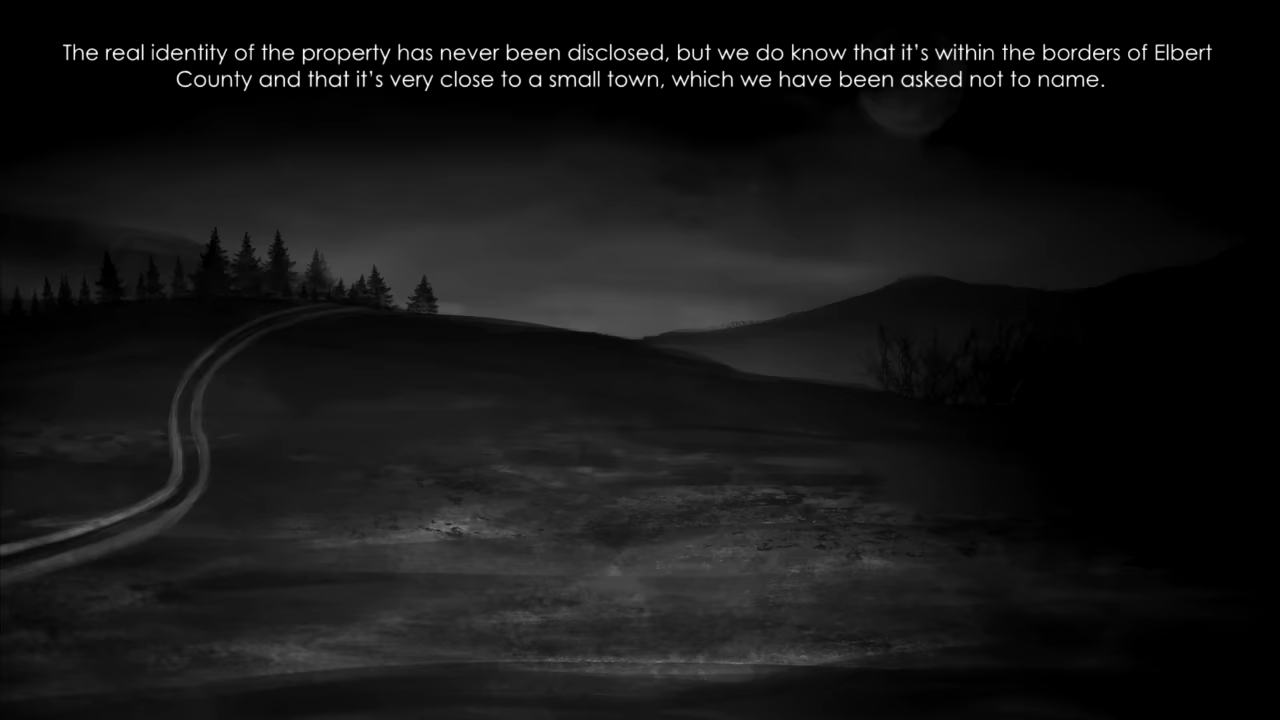 The real identity of the property has never been disclosed, but we do know that it’s within the borders of Elbert
County and that it’s very close to a small town, which we have been asked not to name.